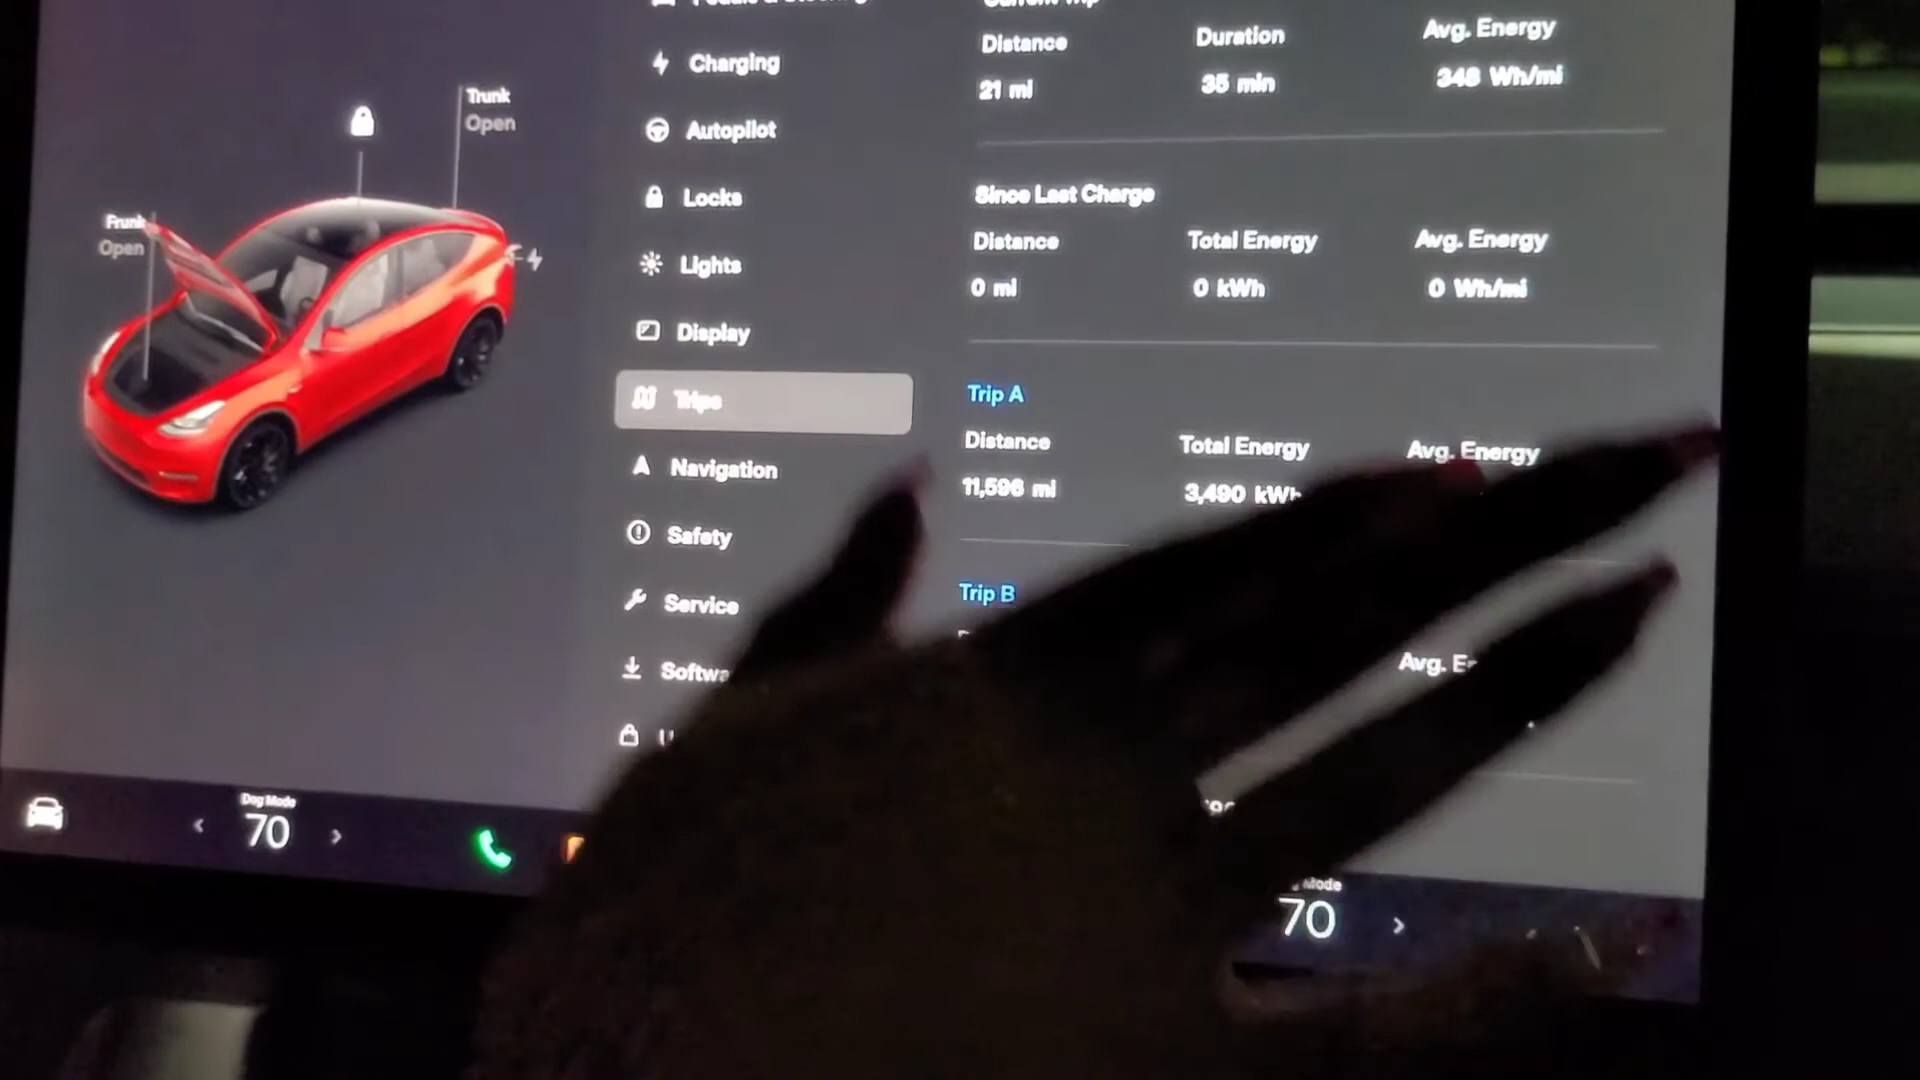 Trunk
Open
Frunk
Open
Charging
Autopilot
Locks
Lights
Display
Trips
Navigation
Safety
Service
Softwa
Distance
Duration
Avg. Energy
21 mi
35 min
348 Wh/mi
Since Last Charge
Distance
Total Energy
Avg. Energy
0 mi
0 kWh
0 Wh/mi
Trip A
Distance
Total Energy
Avg. Energy
11,596 mi
3,490 kWh
Trip B
Avg. E
Dog Mode
70
Mode
70